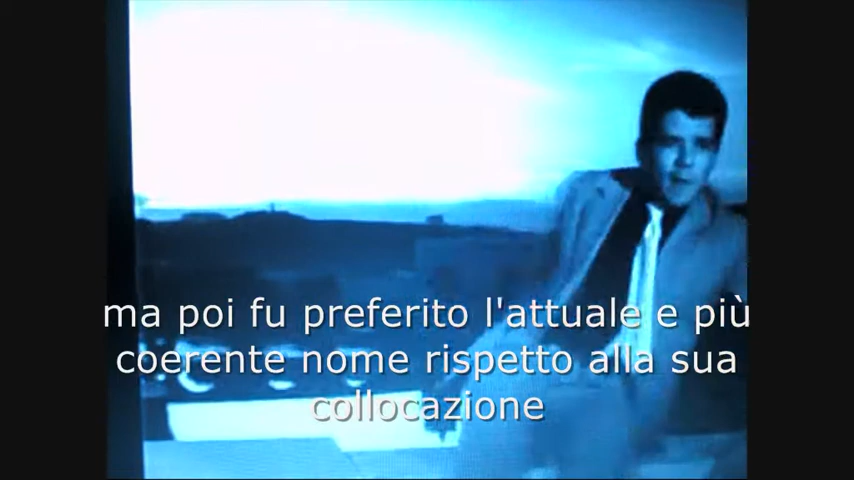 ma poi fu preferito l'attuale e più
coerente nome rispetto alla sua
collocazione